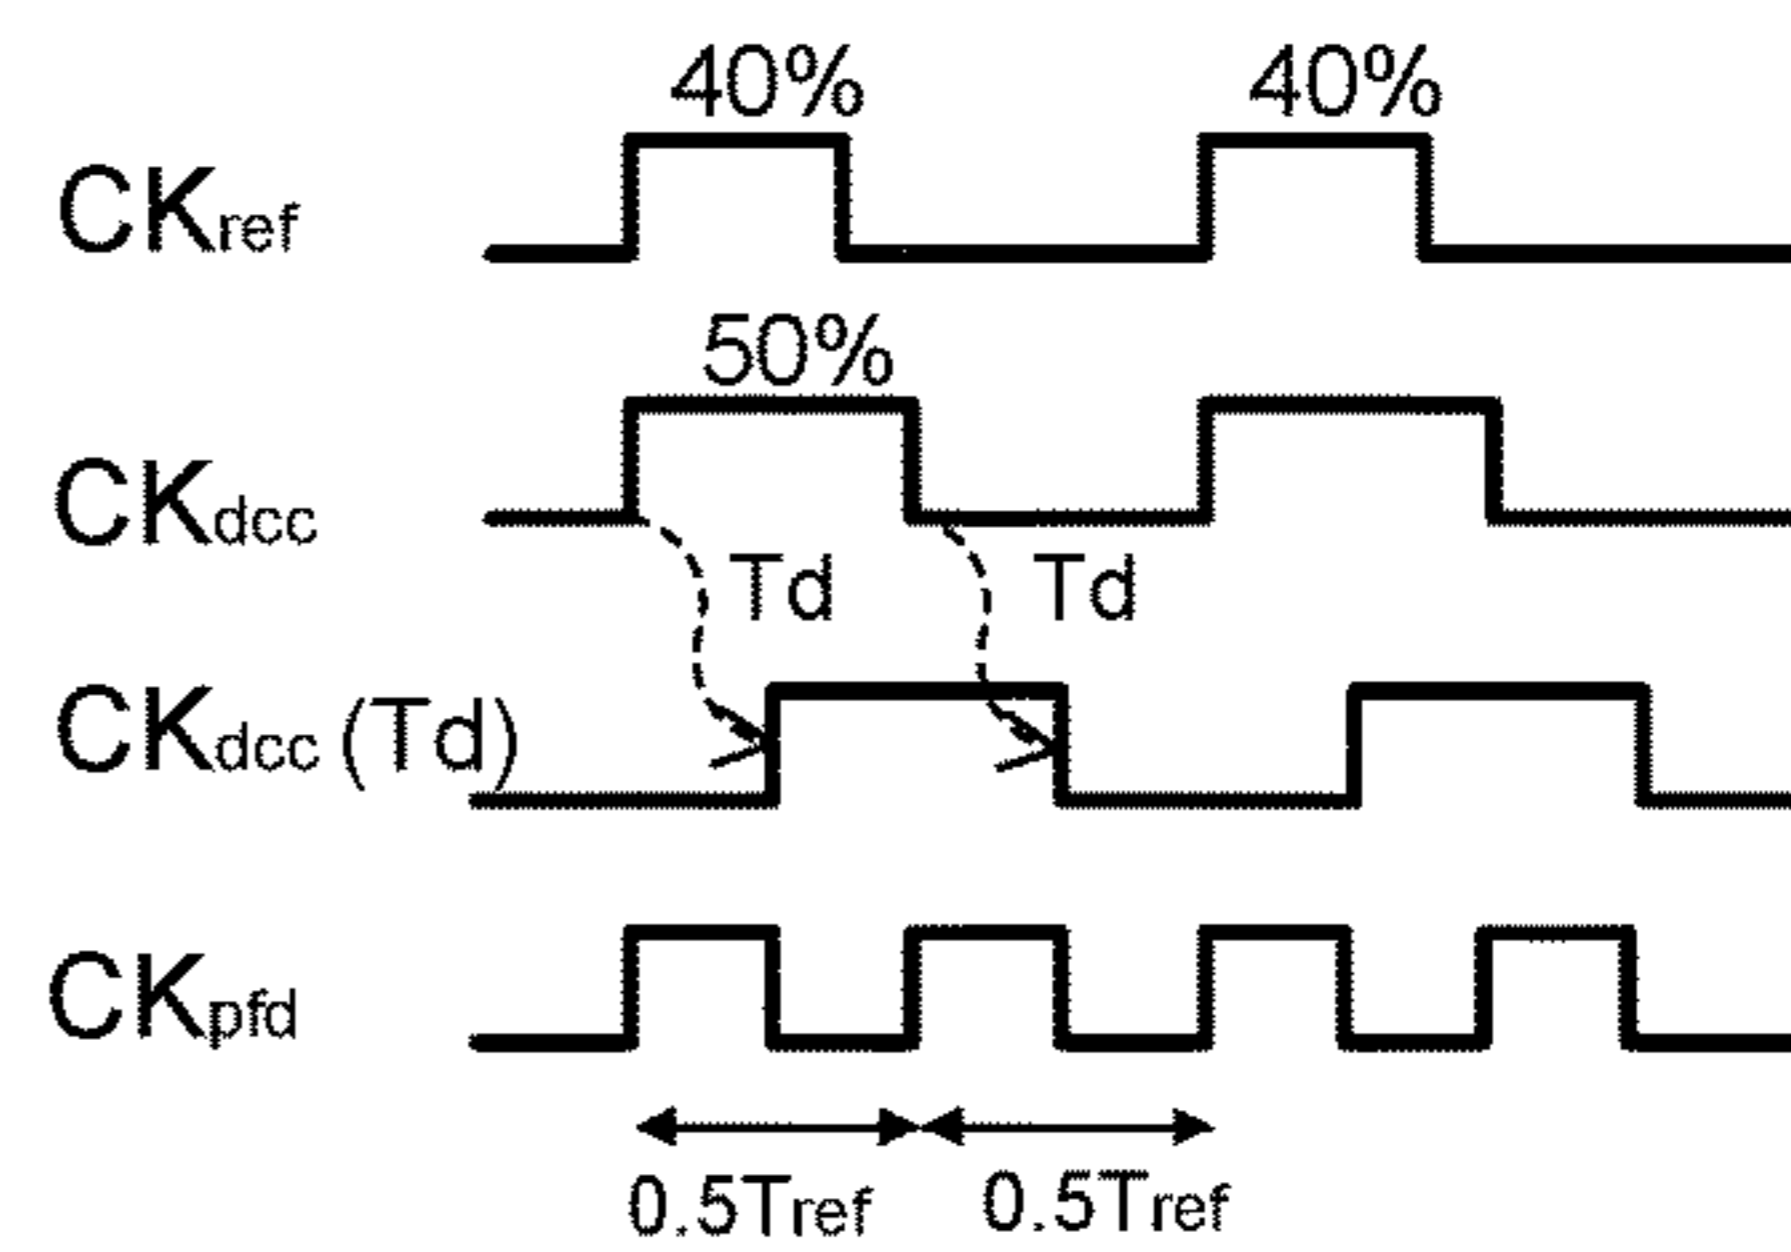 40% 40%
CKref
50%
CKdcc
Td Td
CKdcc (Td)
CKpfd
0.5Tref 0.5Tref